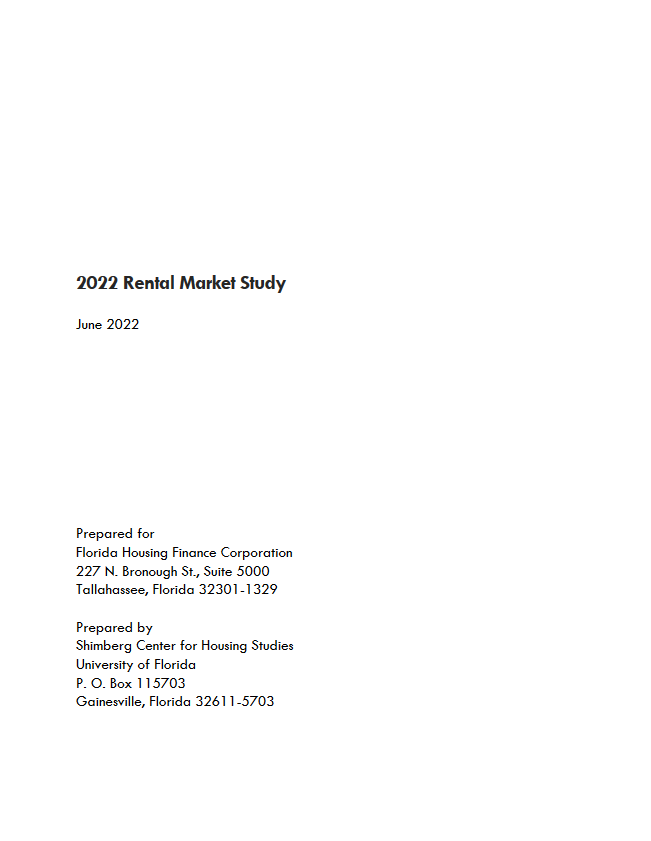 2022 Rental Market Study
June 2022
Prepared for
Florida Housing Finance Corporation
227 N. Bronough St., Suite 5000
Tallahassee, Florida 32301-1329
Prepared by
Shimberg Center for Housing Studies
University of Florida
P. O. Box 115703
Gainesville, Florida 32611-5703